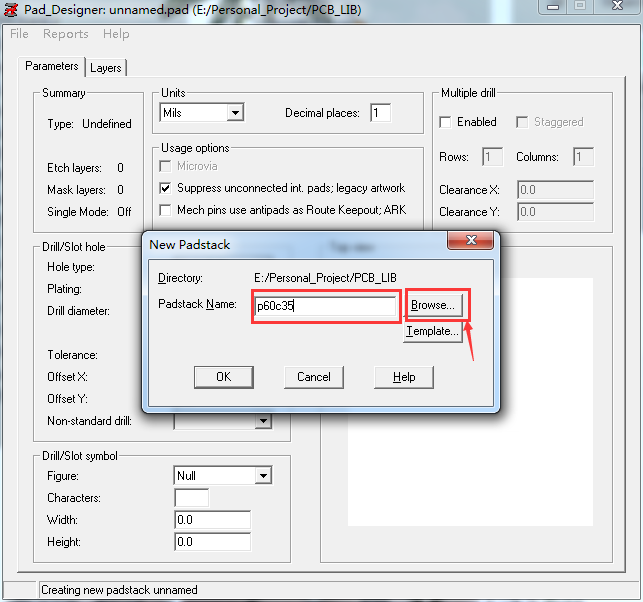 Pad_Designer: unnamed.pad (E:/Personal_Project/PCB_LIB)
File Reports Help
Parameters Layers
Summary
Type: Undefined
Etch layers: 0
Mask layers: 0
Single Mode: Off
Units
Mils
Decimal places: 1
Usage options
Microvia
Suppress unconnected int. pads; legacy artwork
Mech pins use antipads as Route Keepout; ARK
Multiple drill
Enabled
Staggered
Rows: 1 Columns: 1
Clearance X: 0.0
Clearance Y: 0.0
Drill/Slot hole
Hole type:
Plating:
Drill diameter:
Tolerance:
Offset X:
Offset Y:
Non-standard drill:
Top view
New Padstack
Directory: E:/Personal_Project/PCB_LIB
Padstack Name: p60c35
Browse...
Template...
OK Cancel Help
Drill/Slot symbol
Figure: Null
Characters:
Width: 0.0
Height: 0.0
Creating new padstack unnamed